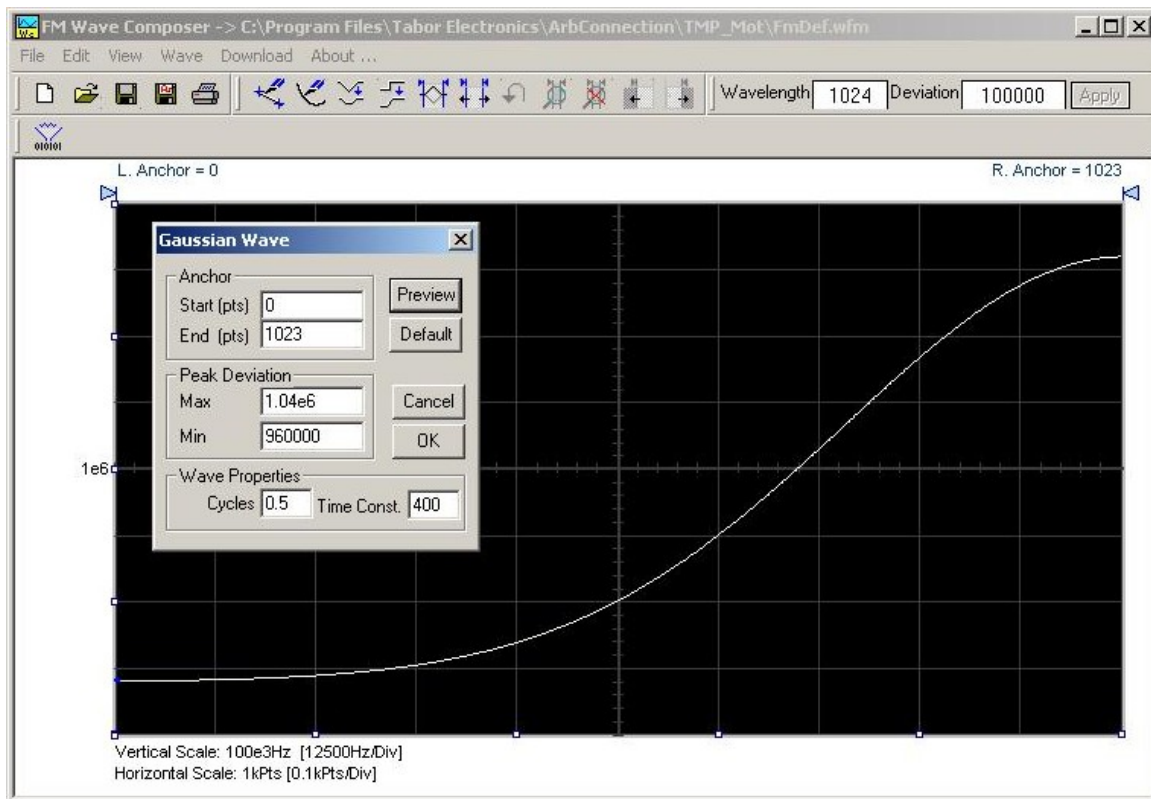 FM Wave Composer -> C:\Program Files\Tabor Electronics\ArbConnection\TMP_Mot\FmDef.wfm
File Edit View Wave Download About ...
Wavelength 1024 Deviation 100000 Apply
010101
L. Anchor = 0 R. Anchor = 1023
Gaussian Wave
Anchor
Start (pts) 0
End (pts) 1023
Preview
Default
Peak Deviation
Max 1.04e6
Min 960000
Cancel
OK
Wave Properties
Cycles 0.5 Time Const. 400
1e6
Vertical Scale: 100e3Hz [12500Hz/Div]
Horizontal Scale: 1kPts [0.1kPts/Div]